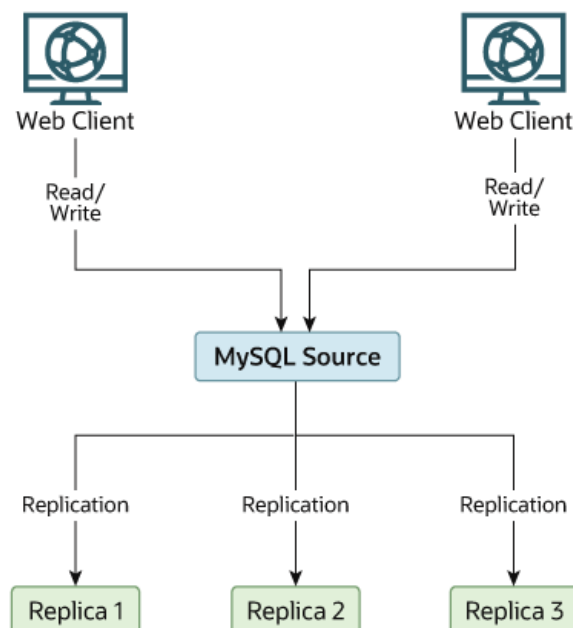 Web Client
Web Client
Read/
Write
Read/
Write
MySQL Source
Replication
Replication
Replication
Replica 1
Replica 2
Replica 3